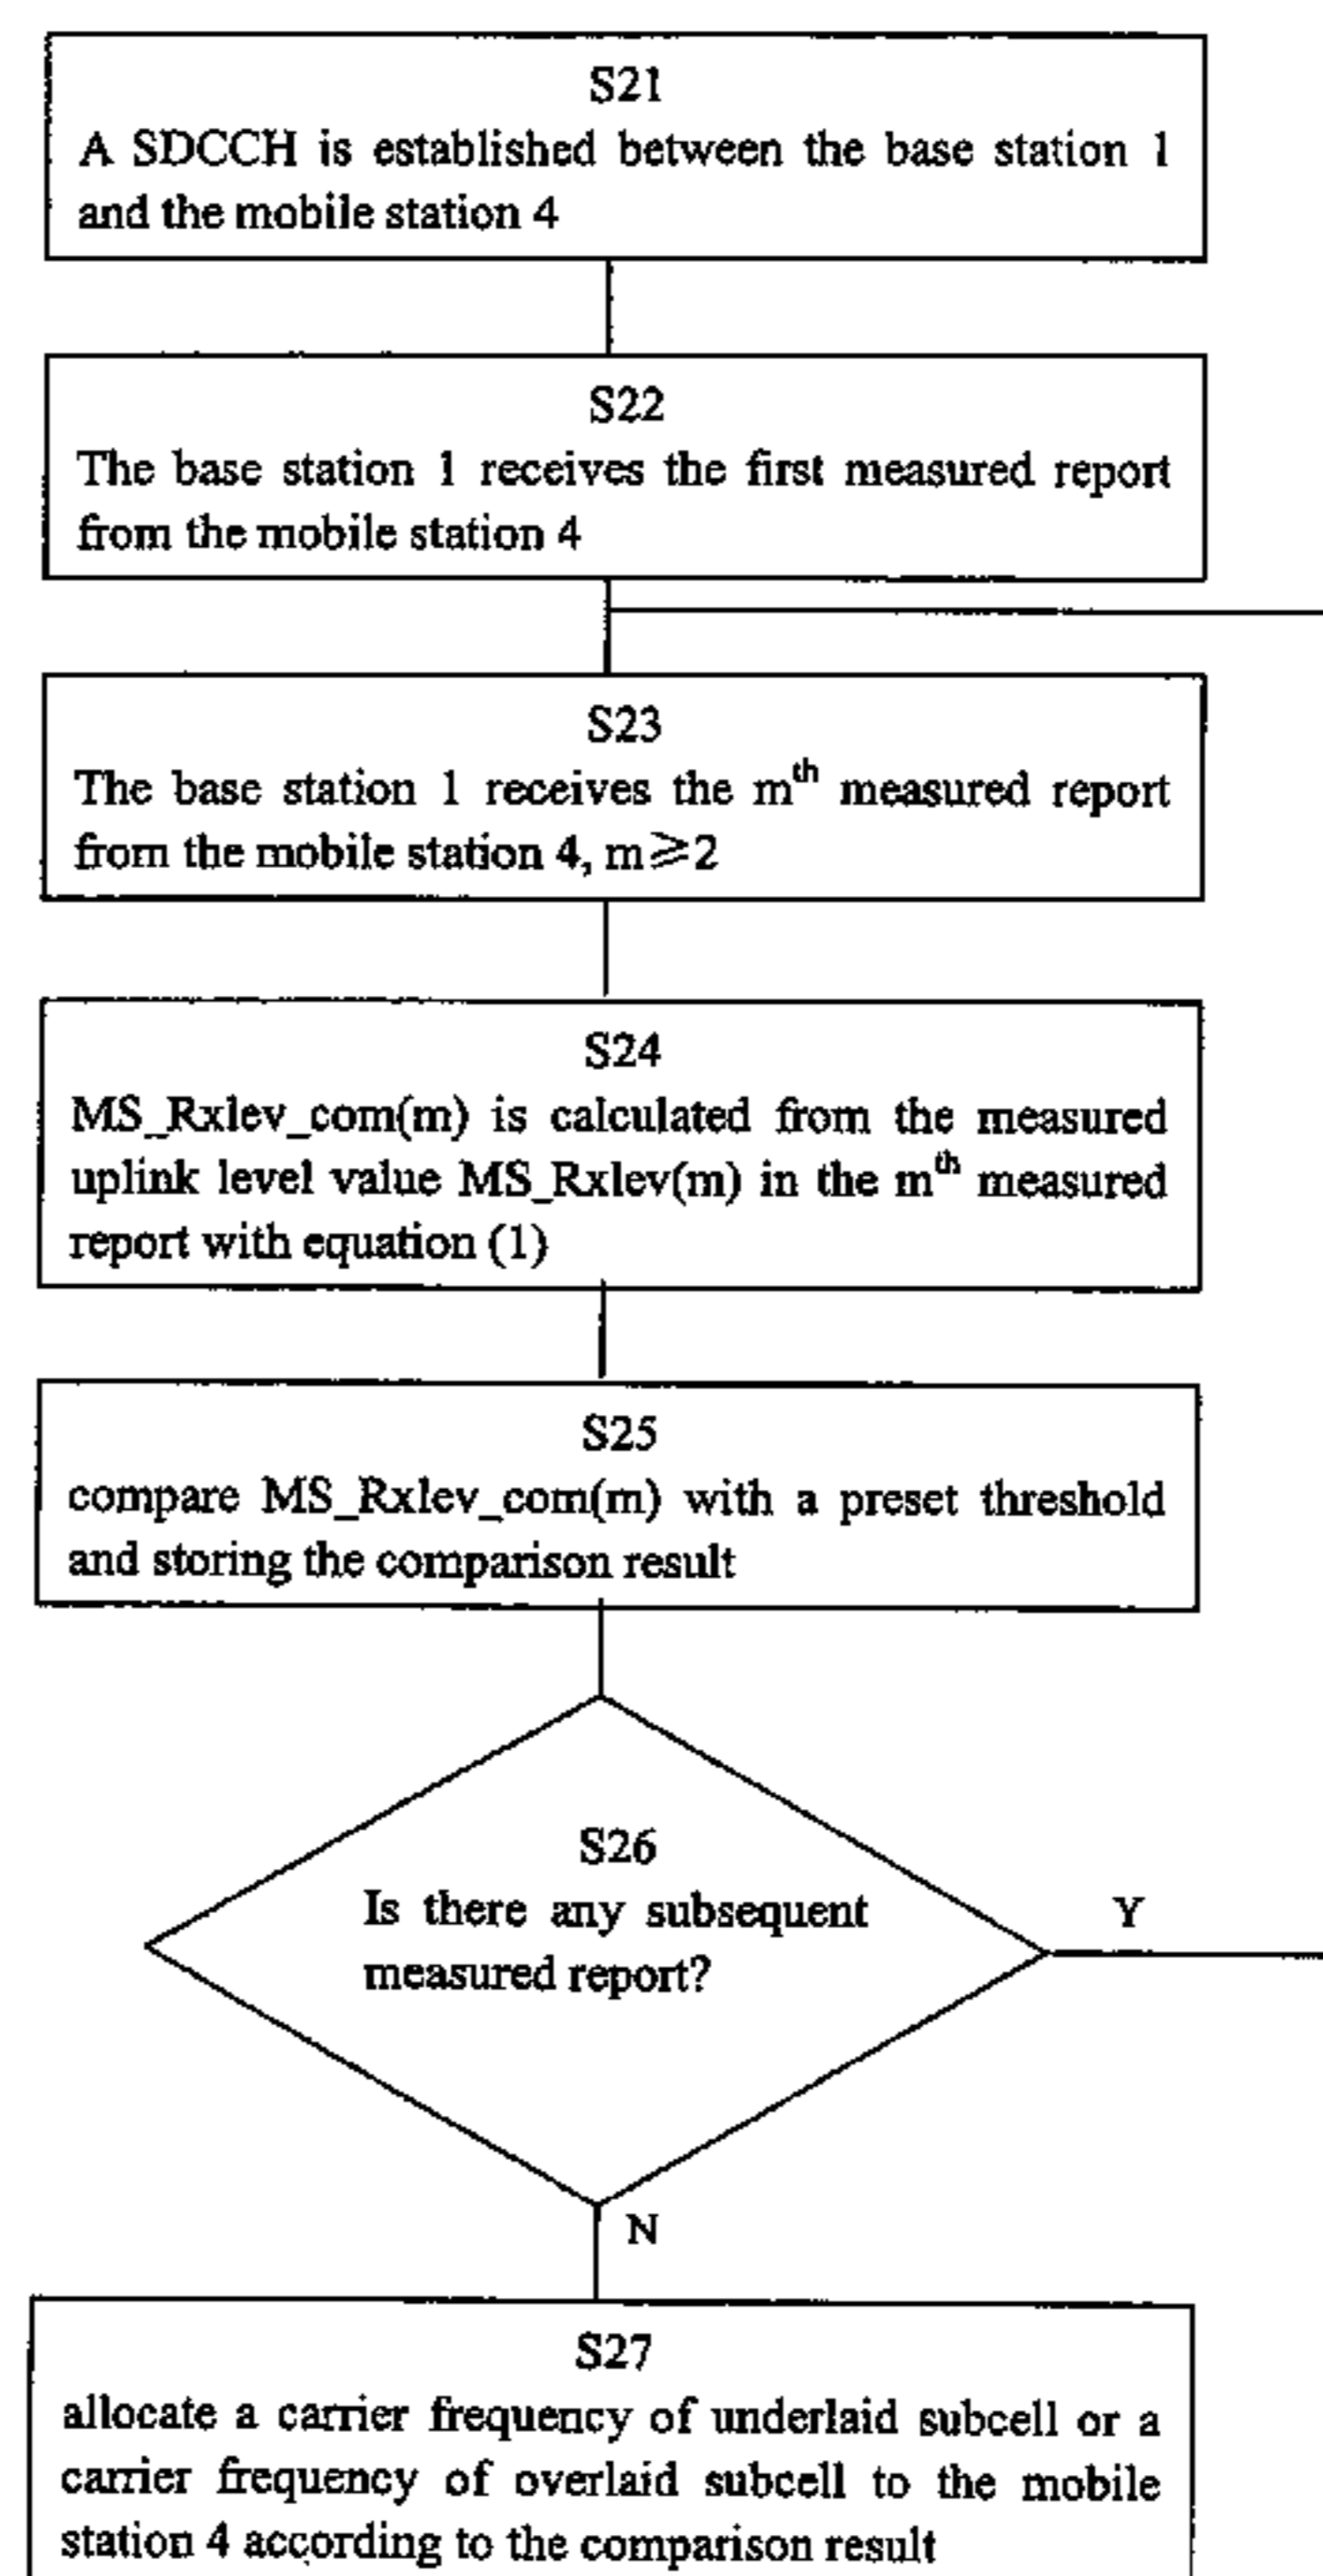 S21
A SDCCH is established between the base station 1
and the mobile station 4
S22
The base station 1 receives the first measured report
from the mobile station 4
S23
The base station 1 receives the mth measured report
from the mobile station 4, m≥2
S24
MS_Rxlev_com(m) is calculated from the measured
uplink level value MS_Rxlev(m) in the mth measured
report with equation (1)
S25
compare MS_Rxlev_com(m) with a preset threshold
and storing the comparison result
S26
Is there any subsequent
measured report?
Y
N
S27
allocate a carrier frequency of underlaid subcell or a
carrier frequency of overlaid subcell to the mobile
station 4 according to the comparison result